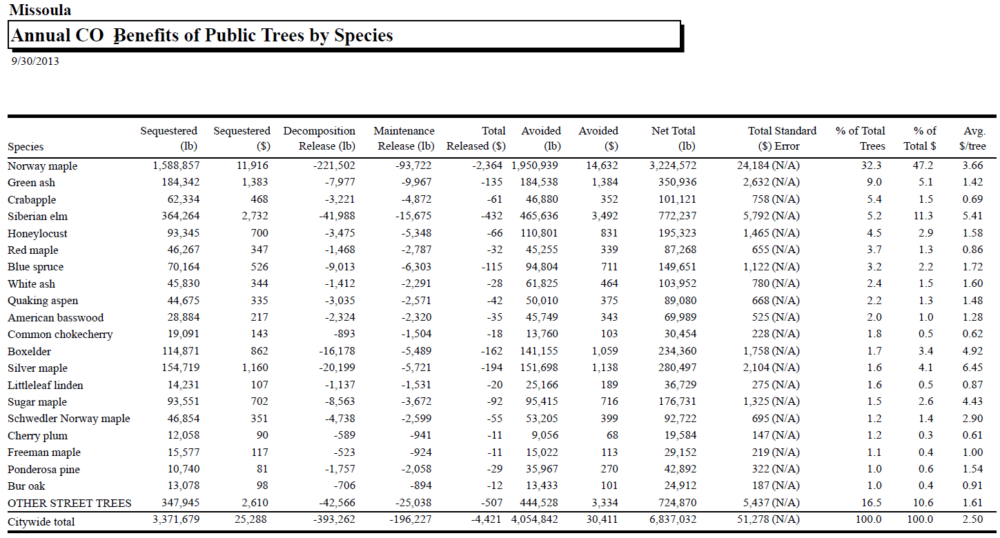 Missoula
Annual CO2 Benefits of Public Trees by Species
9/30/2013
Sequestered Sequestered Decomposition Maintenance Total Avoided Avoided Net Total Total Standard % of Total % of Avg.
Species (lb) ($) Release (lb) Release (lb) Released ($) (lb) ($) (lb) ($) Error Trees Total $ $/tree
Norway maple 1,588,857 11,916 -221,502 -93,722 -2,364 1,950,939 14,632 3,224,572 24,184 (N/A) 32.3 47.2 3.66
Green ash 184,342 1,383 -7,977 -9,967 -135 184,538 1,384 350,936 2,632 (N/A) 9.0 5.1 1.42
Crabapple 62,334 468 -3,221 -4,872 -61 46,880 352 101,121 758 (N/A) 5.4 1.5 0.69
Siberian elm 364,264 2,732 -41,988 -15,675 -432 465,636 3,492 772,237 5,792 (N/A) 5.2 11.3 5.41
Honeylocust 93,345 700 -3,475 -5,348 -66 110,801 831 195,323 1,465 (N/A) 4.5 2.9 1.58
Red maple 46,267 347 -1,468 -2,787 -32 45,255 339 87,268 655 (N/A) 3.7 1.3 0.86
Blue spruce 70,164 526 -9,013 -6,303 -115 94,804 711 149,651 1,122 (N/A) 3.2 2.2 1.72
White ash 45,830 344 -1,412 -2,291 -28 61,825 464 103,952 780 (N/A) 2.4 1.5 1.60
Quaking aspen 44,675 335 -3,035 -2,571 -42 50,010 375 89,080 668 (N/A) 2.2 1.3 1.48
American basswood 28,884 217 -2,324 -2,320 -35 45,749 343 69,989 525 (N/A) 2.0 1.0 1.28
Common chokecherry 19,091 143 -893 -1,504 -18 13,760 103 30,454 228 (N/A) 1.8 0.5 0.62
Boxelder 114,871 862 -16,178 -5,489 -162 141,155 1,059 234,360 1,758 (N/A) 1.7 3.4 4.92
Silver maple 154,719 1,160 -20,199 -5,721 -194 151,698 1,138 280,497 2,104 (N/A) 1.6 4.1 6.45
Littleleaf linden 14,231 107 -1,137 -1,531 -20 25,166 189 36,729 275 (N/A) 1.6 0.5 0.87
Sugar maple 93,551 702 -8,563 -3,672 -92 95,415 716 176,731 1,325 (N/A) 1.5 2.6 4.43
Schwedler Norway maple 46,854 351 -4,738 -2,599 -55 53,205 399 92,722 695 (N/A) 1.2 1.4 2.90
Cherry plum 12,058 90 -589 -941 -11 9,056 68 19,584 147 (N/A) 1.2 0.3 0.61
Freeman maple 15,577 117 -523 -924 -11 15,022 113 29,152 219 (N/A) 1.1 0.4 1.00
Ponderosa pine 10,740 81 -1,757 -2,058 -29 35,967 270 42,892 322 (N/A) 1.0 0.6 1.54
Bur oak 13,078 98 -706 -894 -12 13,433 101 24,912 187 (N/A) 1.0 0.4 0.91
OTHER STREET TREES 347,945 2,610 -42,566 -25,038 -507 444,528 3,334 724,870 5,437 (N/A) 16.5 10.6 1.61
Citywide total 3,371,679 25,288 -393,262 -196,227 -4,421 4,054,842 30,411 6,837,032 51,278 (N/A) 100.0 100.0 2.50